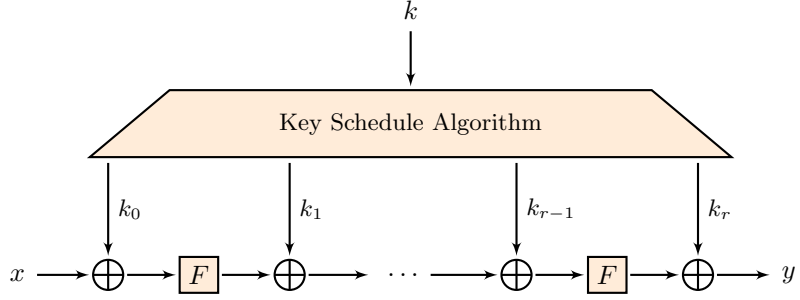 k
Key Schedule Algorithm
k₀ k₁ kᵣ₋₁ kᵣ
x F ··· F y